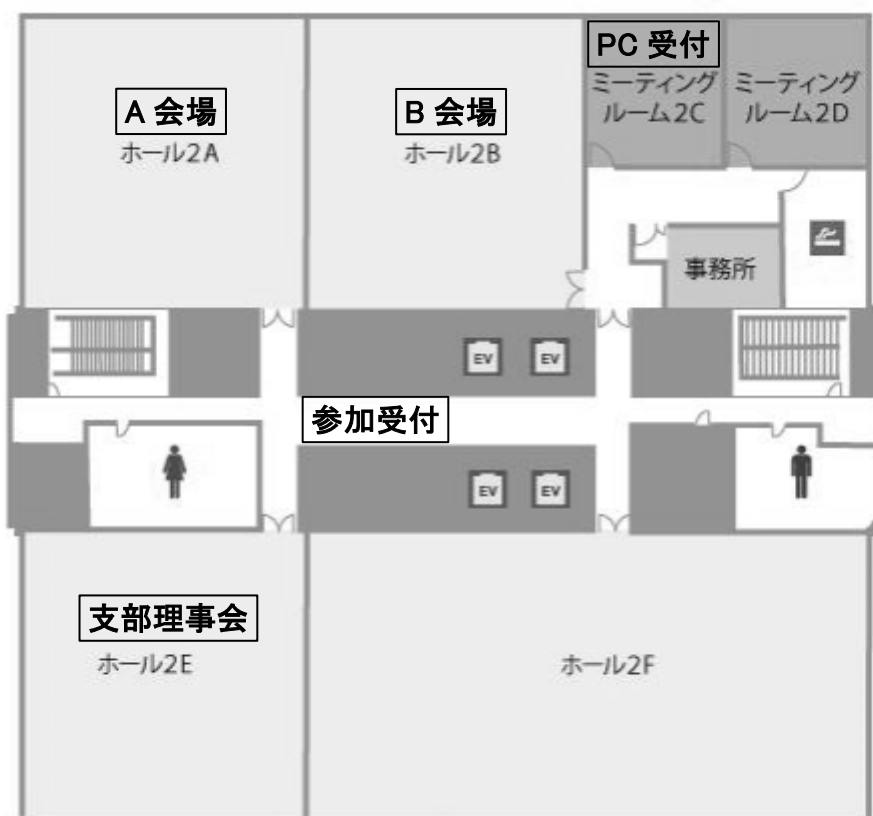 PC 受付
ミーティング
ルーム2C
ミーティング
ルーム2D
A 会場
ホール2A
B 会場
ホール2B
事務所
EV
EV
参加受付
EV
EV
支部理事会
ホール2E
ホール2F